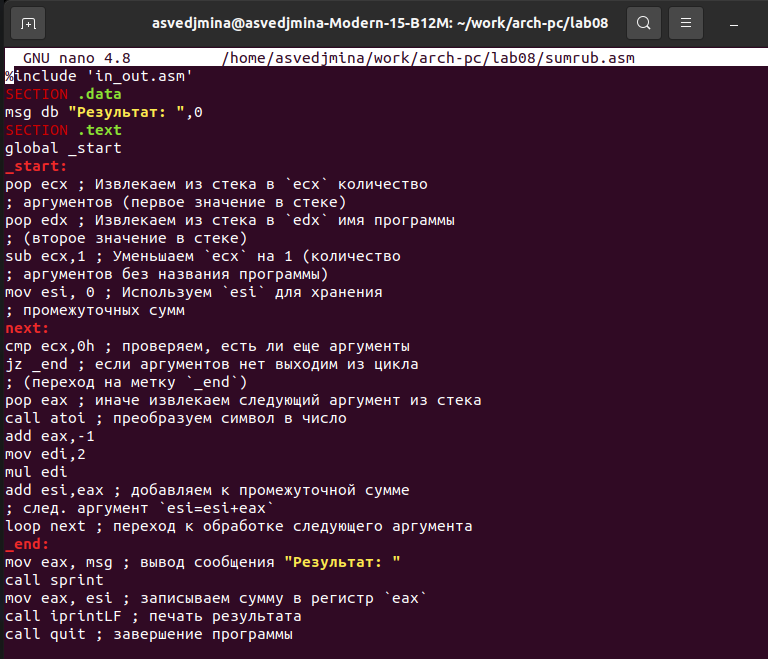 asvedjmina@asvedjmina-Modern-15-B12M: ~/work/arch-pc/lab08
GNU nano 4.8 /home/asvedjmina/work/arch-pc/lab08/sumrub.asm
%include 'in_out.asm'
SECTION .data
msg db "Результат: ",0
SECTION .text
global _start
_start:
pop ecx ; Извлекаем из стека в `ecx` количество
; аргументов (первое значение в стеке)
pop edx ; Извлекаем из стека в `edx` имя программы
; (второе значение в стеке)
sub ecx,1 ; Уменьшаем `ecx` на 1 (количество
; аргументов без названия программы)
mov esi, 0 ; Используем `esi` для хранения
; промежуточных сумм
next:
cmp ecx,0h ; проверяем, есть ли еще аргументы
jz _end ; если аргументов нет выходим из цикла
; (переход на метку `_end`)
pop eax ; иначе извлекаем следующий аргумент из стека
call atoi ; преобразуем символ в число
add eax,-1
mov edi,2
mul edi
add esi,eax ; добавляем к промежуточной сумме
; след. аргумент `esi=esi+eax`
loop next ; переход к обработке следующего аргумента
_end:
mov eax, msg ; вывод сообщения "Результат: "
call sprint
mov eax, esi ; записываем сумму в регистр `eax`
call iprintLF ; печать результата
call quit ; завершение программы